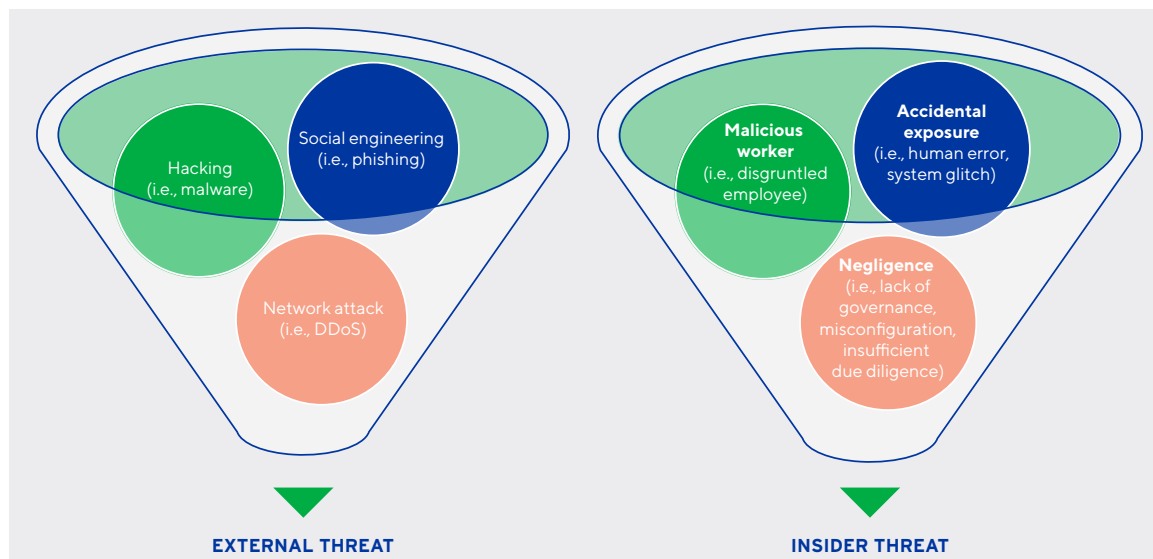 Hacking
(i.e., malware)
Social engineering
(i.e., phishing)
Network attack
(i.e., DDoS)
EXTERNAL THREAT
Malicious
worker
(i.e., disgruntled
employee)
Accidental
exposure
(i.e., human error,
system glitch)
Negligence
(i.e., lack of
governance,
misconfiguration,
insufficient
due diligence)
INSIDER THREAT